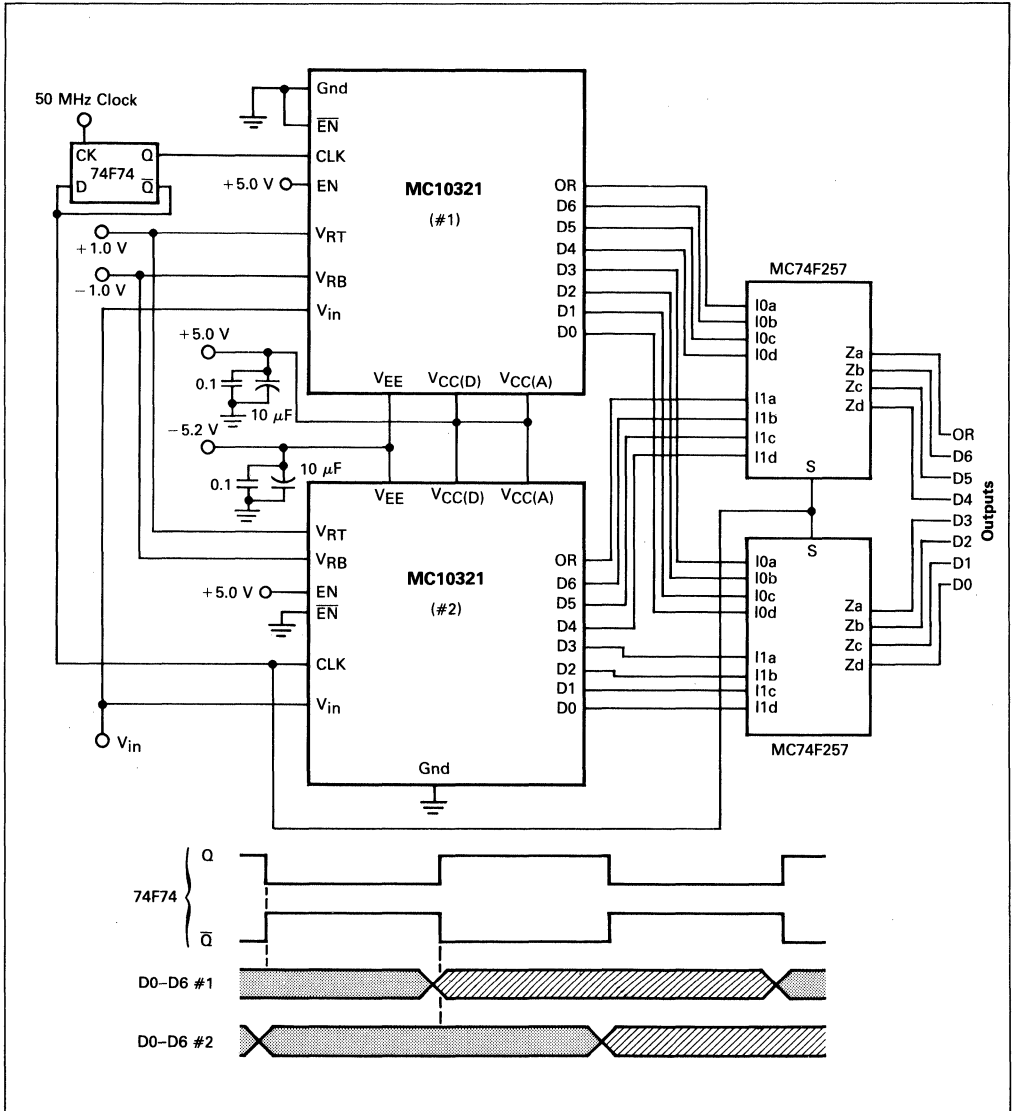 50 MHz Clock
CK Q
74F74
D Q̅
+1.0 V
−1.0 V
Gnd
E̅N̅
CLK
+5.0 V EN
VRT
VRB
Vin
MC10321
(#1)
OR
D6
D5
D4
D3
D2
D1
D0
VEE VCC(D) VCC(A)
+5.0 V
0.1
10 μF
−5.2 V
10 μF
0.1
VEE VCC(D) VCC(A)
VRT
VRB
+5.0 V EN
E̅N̅
CLK
Vin
MC10321
(#2)
Gnd
OR
D6
D5
D4
D3
D2
D1
D0
Vin
MC74F257
I0a
I0b
I0c
I0d
I1a
I1b
I1c
I1d
Za
Zb
Zc
Zd
S
S
I0a
I0b
I0c
I0d
I1a
I1b
I1c
I1d
Za
Zb
Zc
Zd
MC74F257
OR
D6
D5
D4
D3
D2
D1
D0
Outputs
74F74
Q
Q̅
D0–D6 #1
D0–D6 #2